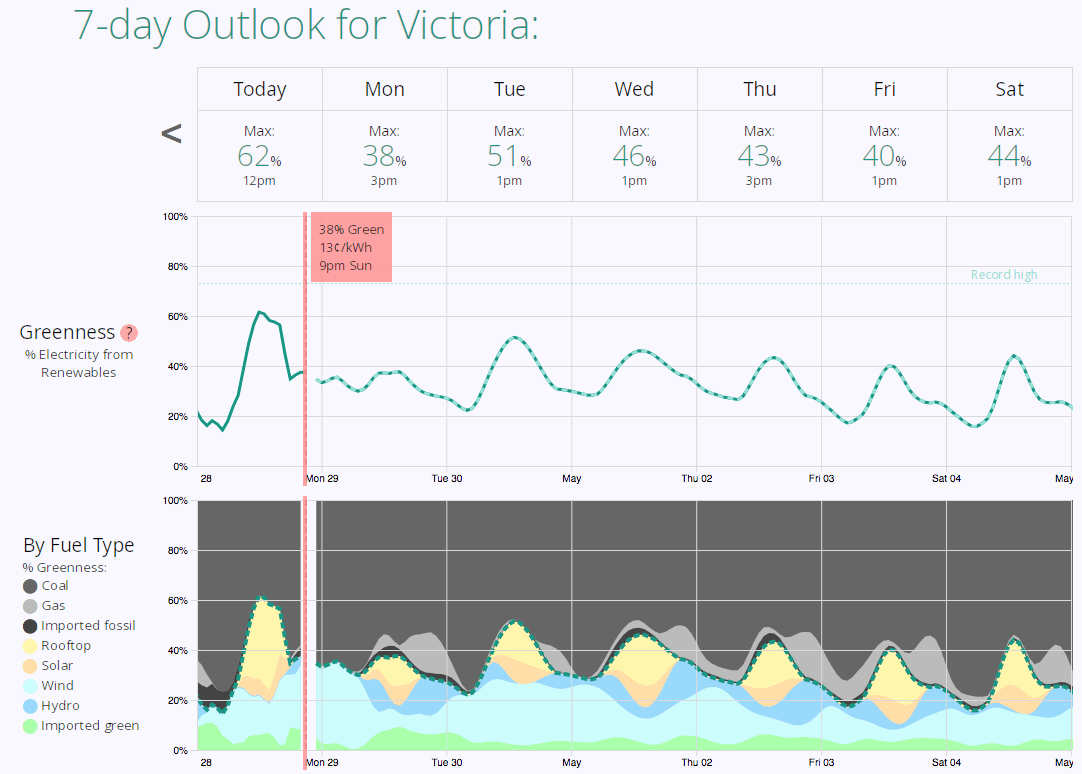 7-day Outlook for Victoria:
Today Mon Tue Wed Thu Fri Sat
<
Max: Max: Max: Max: Max: Max: Max:
62% 38% 51% 46% 43% 40% 44%
12pm 3pm 1pm 1pm 3pm 1pm 1pm
100%
80%
60%
40%
20%
0%
38% Green
13¢/kWh
9pm Sun
Record high
Greenness ?
% Electricity from
Renewables
28 Mon 29 Tue 30 May Thu 02 Fri 03 Sat 04 May
100%
80%
60%
40%
20%
0%
By Fuel Type
% Greenness:
Coal
Gas
Imported fossil
Rooftop
Solar
Wind
Hydro
Imported green
28 Mon 29 Tue 30 May Thu 02 Fri 03 Sat 04 May